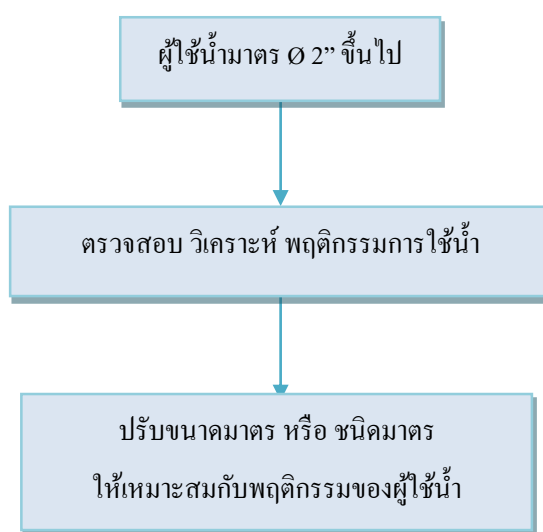 ผู้ใช้น้ำมาตร Ø 2” ขึ้นไป
ตรวจสอบ วิเคราะห์ พฤติกรรมการใช้น้ำ
ปรับขนาดมาตร หรือ ชนิดมาตร
ให้เหมาะสมกับพฤติกรรมของผู้ใช้น้ำ